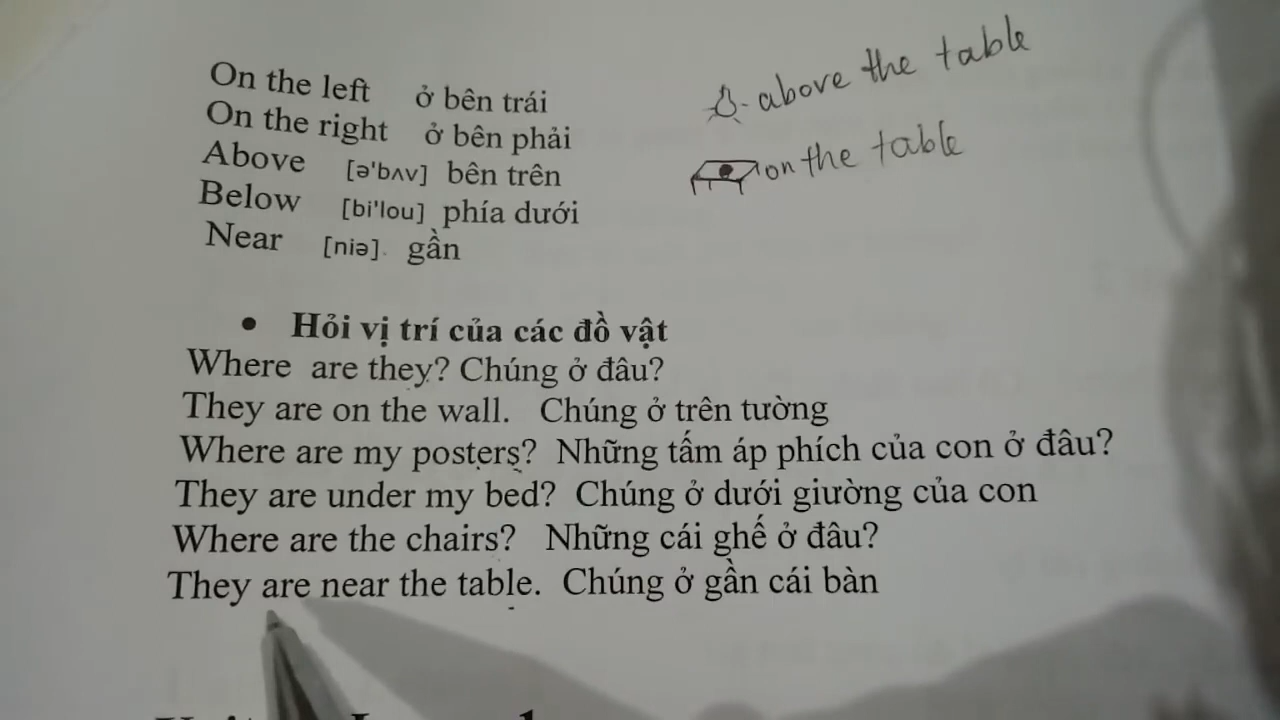 On the left ở bên trái
On the right ở bên phải
Above [ə'bʌv] bên trên
Below [bi'lou] phía dưới
Near [niə] gần
above the table
on the table
• Hỏi vị trí của các đồ vật
Where are they? Chúng ở đâu?
They are on the wall. Chúng ở trên tường
Where are my posters? Những tấm áp phích của con ở đâu?
They are under my bed? Chúng ở dưới giường của con
Where are the chairs? Những cái ghế ở đâu?
They are near the table. Chúng ở gần cái bàn